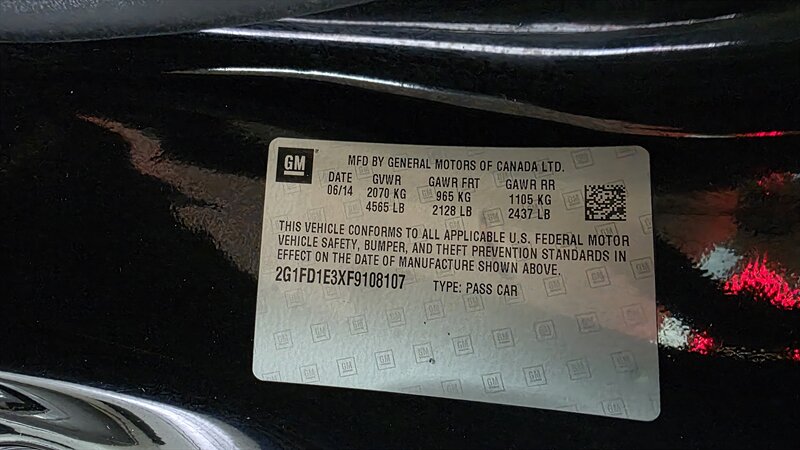 GM
MFD BY GENERAL MOTORS OF CANADA LTD.
DATE GVWR GAWR FRT GAWR RR
06/14 2070 KG 965 KG 1105 KG
4565 LB 2128 LB 2437 LB
THIS VEHICLE CONFORMS TO ALL APPLICABLE U.S. FEDERAL MOTOR
VEHICLE SAFETY, BUMPER, AND THEFT PREVENTION STANDARDS IN
EFFECT ON THE DATE OF MANUFACTURE SHOWN ABOVE.
2G1FD1E3XF9108107 TYPE: PASS CAR